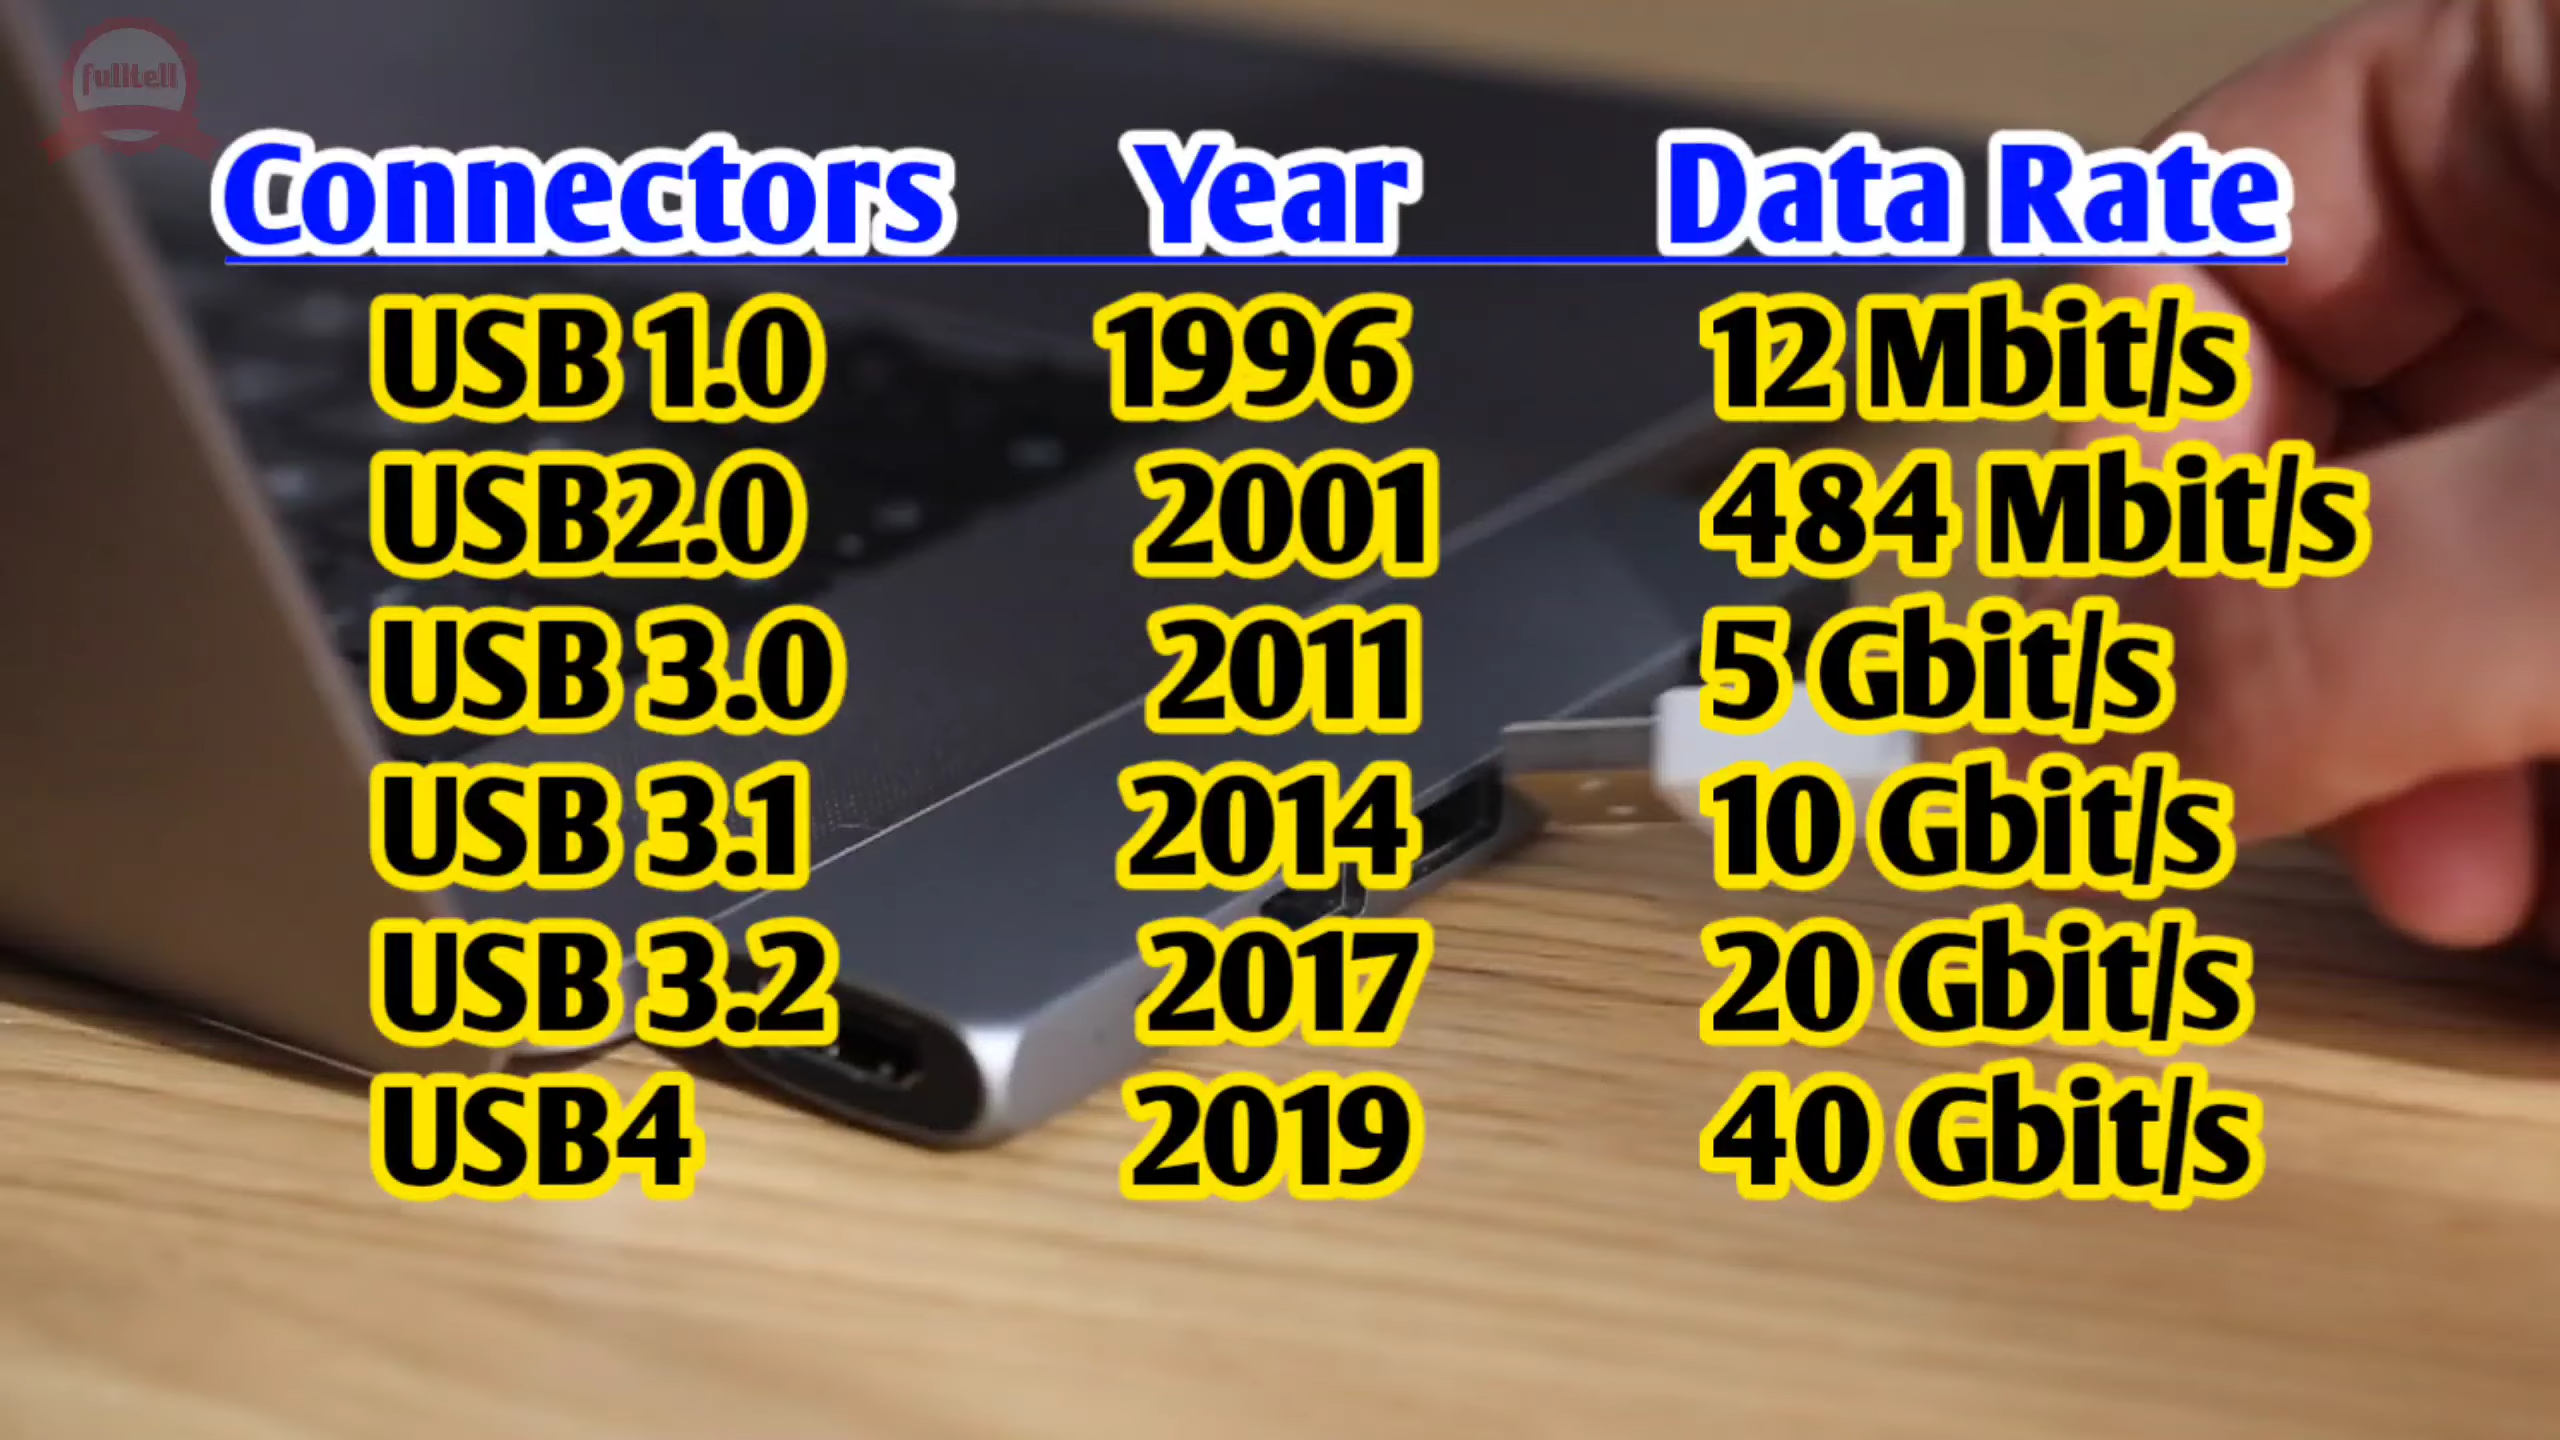 fulltell
Connectors Year Data Rate
USB 1.0 1996 12 Mbit/s
USB2.0 2001 484 Mbit/s
USB 3.0 2011 5 Gbit/s
USB 3.1 2014 10 Gbit/s
USB 3.2 2017 20 Gbit/s
USB4 2019 40 Gbit/s